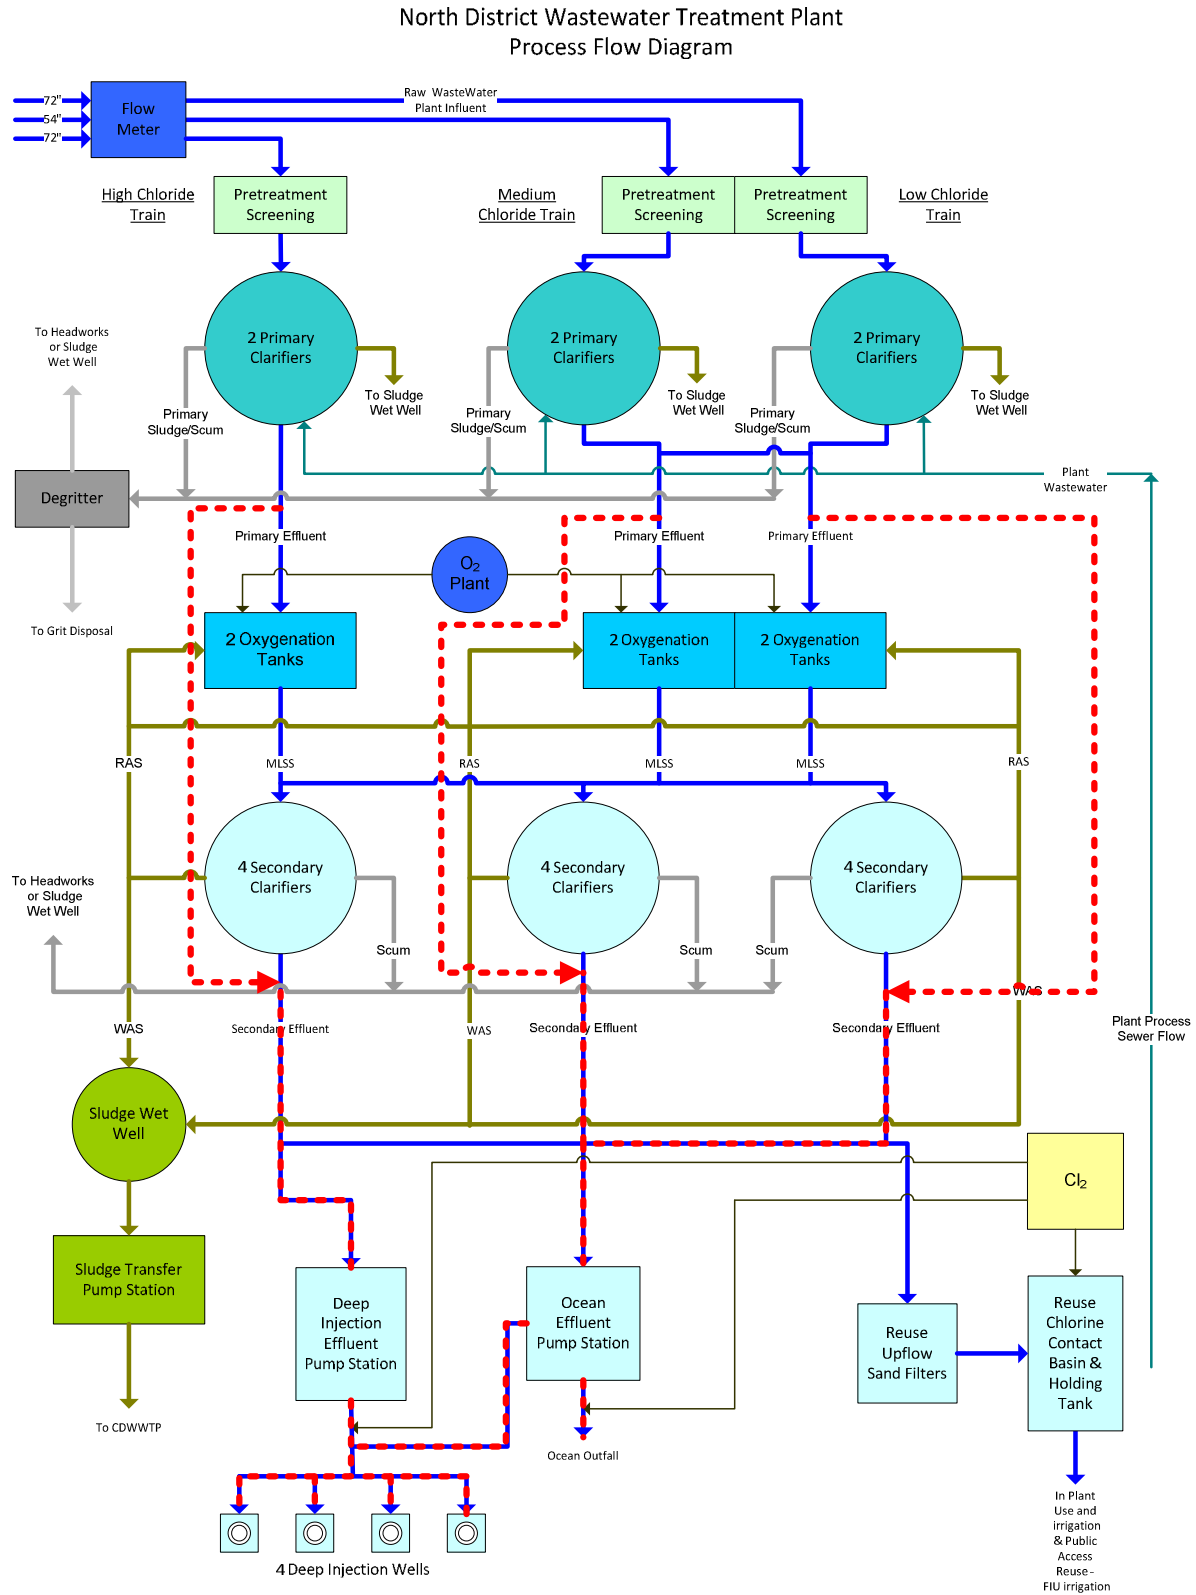 North District Wastewater Treatment Plant
Process Flow Diagram
72"
54"
72"
Flow
Meter
Raw WasteWater
Plant Influent
High Chloride
Train
Pretreatment
Screening
Medium
Chloride Train
Pretreatment
Screening
Pretreatment
Screening
Low Chloride
Train
To Headworks
or Sludge
Wet Well
2 Primary
Clarifiers
2 Primary
Clarifiers
2 Primary
Clarifiers
To Sludge
Wet Well
To Sludge
Wet Well
To Sludge
Wet Well
Primary
Sludge/Scum
Primary
Sludge/Scum
Primary
Sludge/Scum
Plant
Wastewater
Degritter
Primary Effluent
Primary Effluent
Primary Effluent
O2
Plant
To Grit Disposal
2 Oxygenation
Tanks
2 Oxygenation
Tanks
2 Oxygenation
Tanks
RAS
MLSS
RAS
MLSS
MLSS
RAS
4 Secondary
Clarifiers
4 Secondary
Clarifiers
4 Secondary
Clarifiers
To Headworks
or Sludge
Wet Well
Scum
Scum
Scum
WAS
WAS
Secondary Effluent
WAS
Secondary Effluent
Secondary Effluent
Plant Process
Sewer Flow
Sludge Wet
Well
Cl2
Sludge Transfer
Pump Station
Deep
Injection
Effluent
Pump Station
Ocean
Effluent
Pump Station
Reuse
Upflow
Sand Filters
Reuse
Chlorine
Contact
Basin &
Holding
Tank
To CDWWTP
Ocean Outfall
4 Deep Injection Wells
In Plant
Use and
irrigation
& Public
Access
Reuse-
FIU irrigation